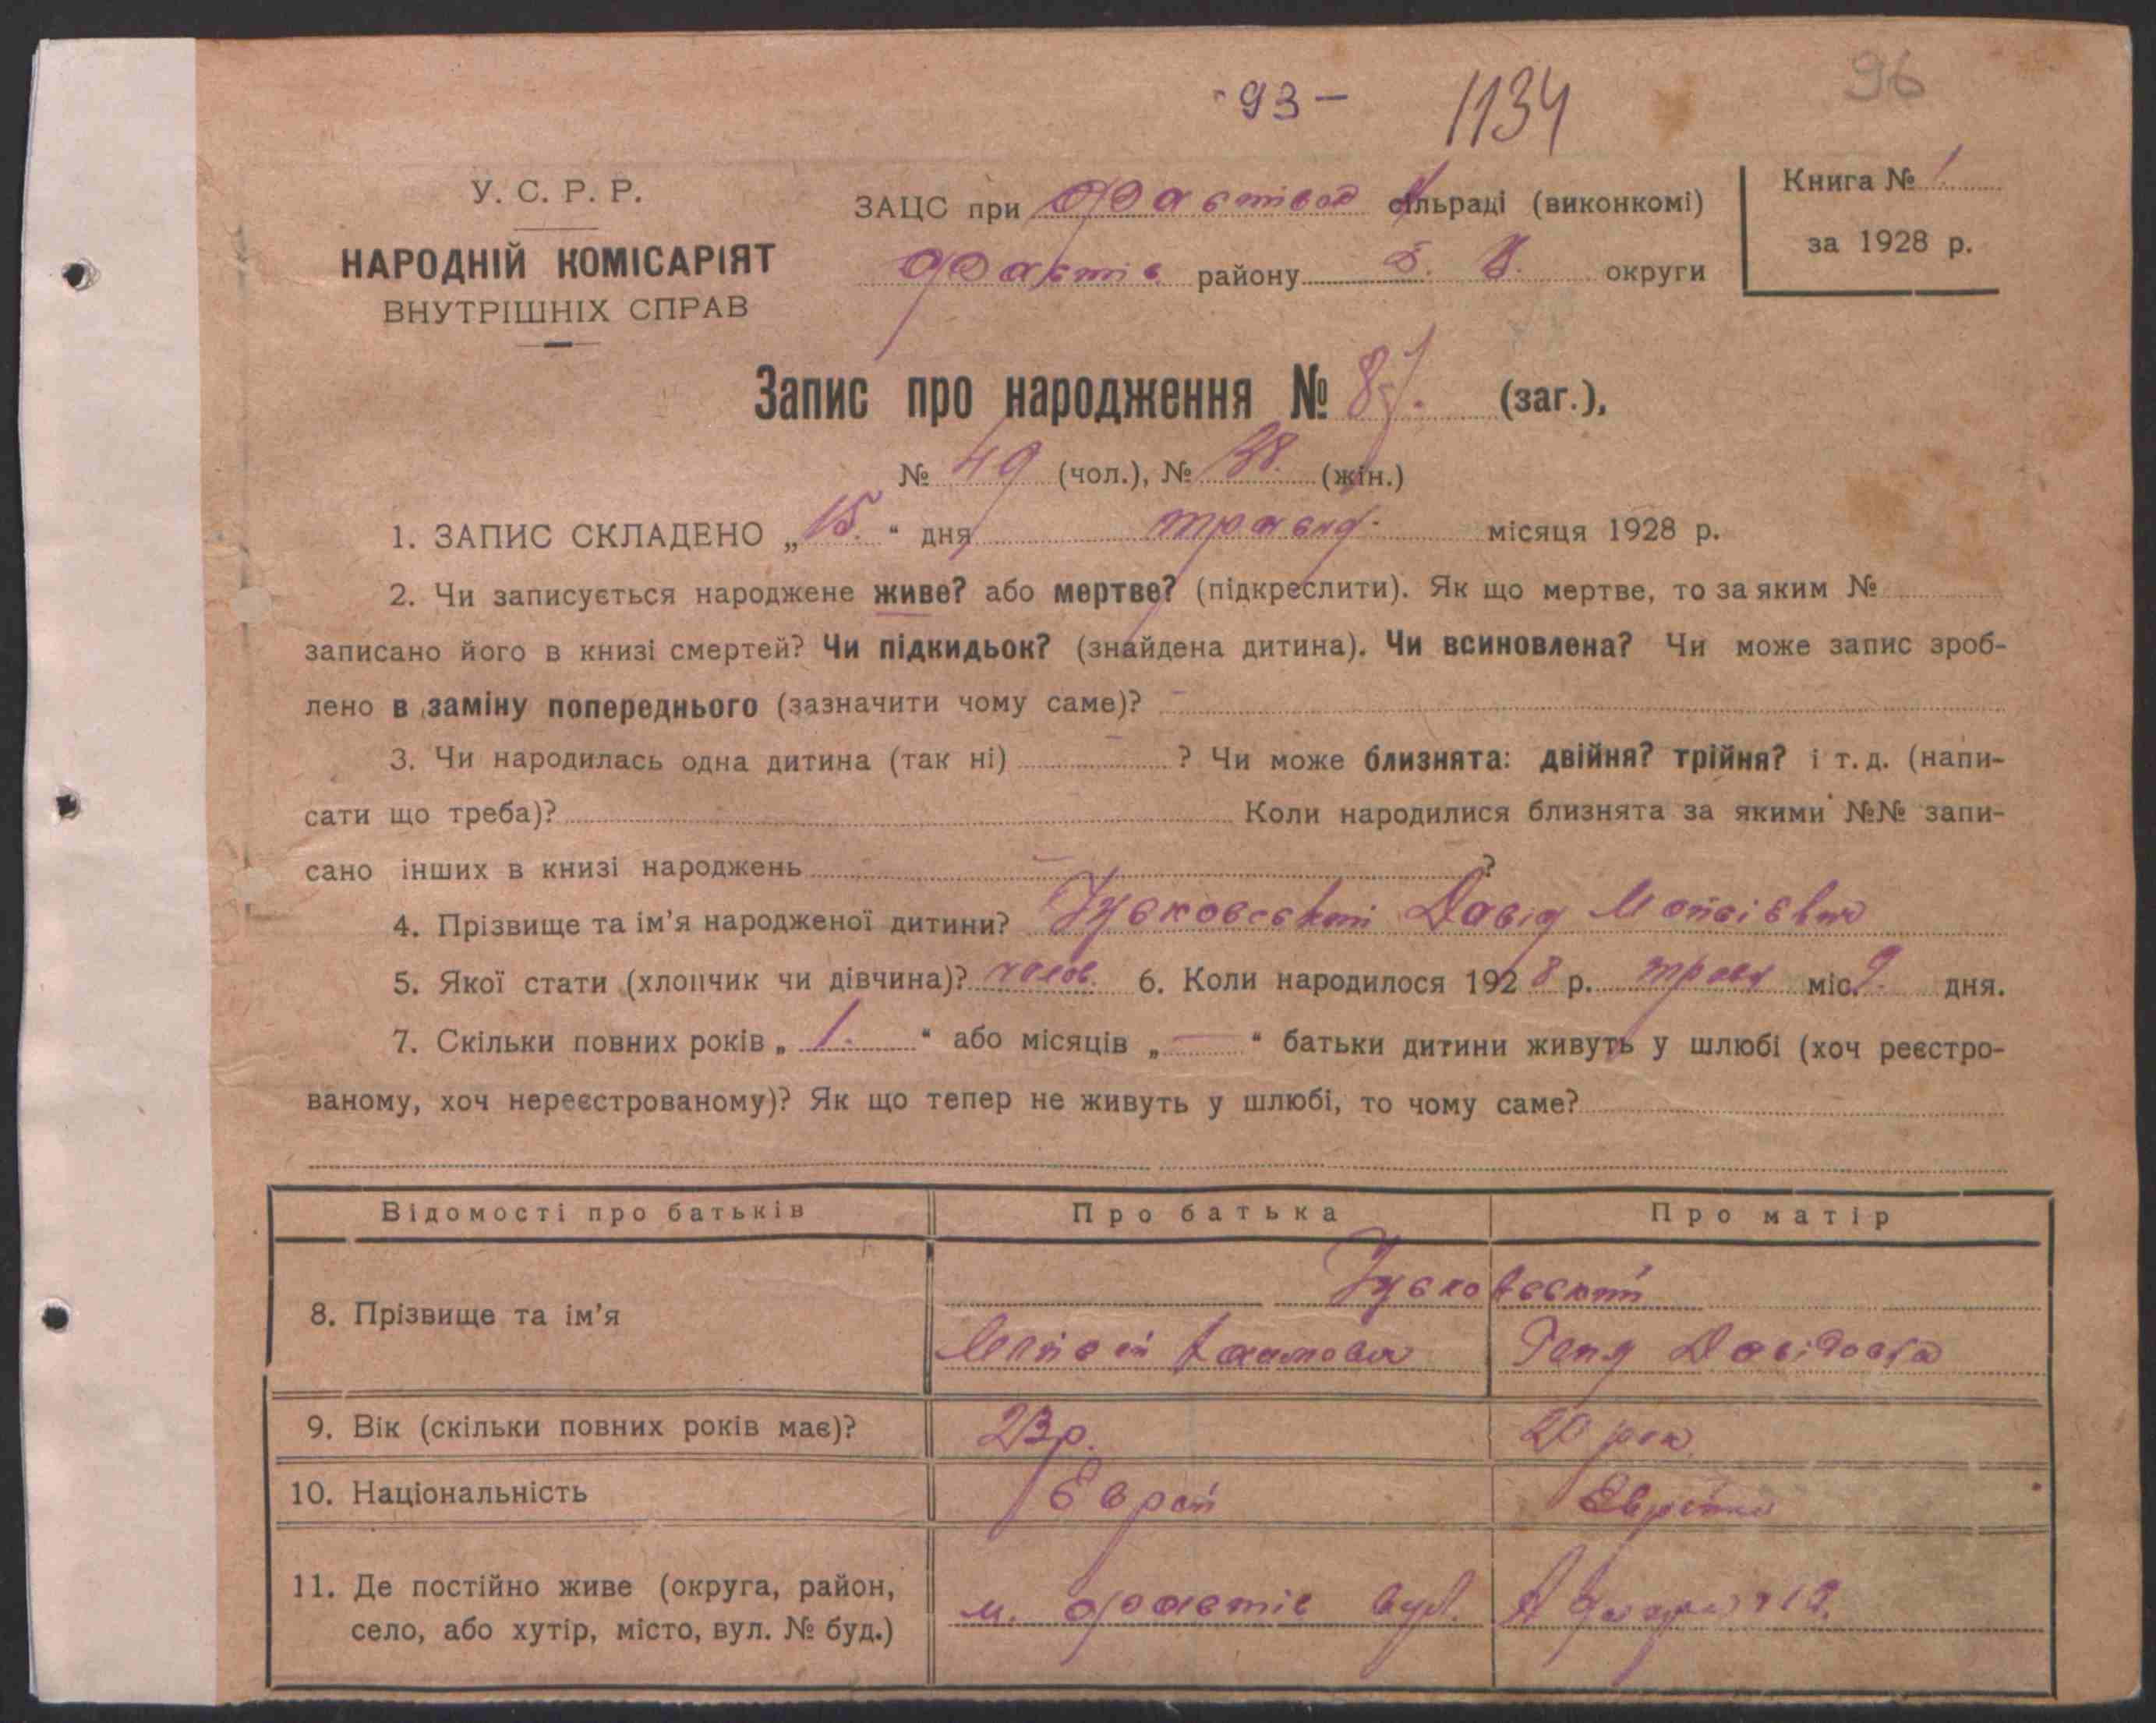 93 –
1134
96
У. С. Р. Р.
НАРОДНІЙ КОМІСАРІЯТ
ВНУТРІШНІХ СПРАВ
ЗАЦС при Фастівск сільраді (виконкомі)
Фастів. району Б. Ц. округи
Книга № 1.
за 1928 р.
Запис про народження № 87. (заг.),
№ 49 (чол.), № 38. (жін.)
1. ЗАПИС СКЛАДЕНО „ 15. “ дня травня місяця 1928 р.
2. Чи записується народжене живе? або мертве? (підкреслити). Як що мертве, то за яким №
записано його в книзі смертей? Чи підкидьок? (знайдена дитина). Чи всиновлена? Чи може запис зроб-
лено в заміну попереднього (зазначити чому саме)? –
3. Чи народилась одна дитина (так ні) – ? Чи може близнята: двійня? трійня? і т. д. (напи-
сати що треба)? Коли народилися близнята за якими №№ запи-
сано інших в книзі народжень – ?
4. Прізвище та ім’я народженої дитини? Давід
5. Якої стати (хлопчик чи дівчина)? чолов. 6. Коли народилося 1928 р. трав міс. 9. дня.
7. Скільки повних років „ 1. “ або місяців „ — “ батьки дитини живуть у шлюбі (хоч реєстро-
ваному, хоч нереєстрованому)? Як що тепер не живуть у шлюбі, то чому саме?
Відомості про батьків Про батька Про матір
8. Прізвище та ім’я
Давідовна
9. Вік (скільки повних років має)? 23 р. 20 рок
10. Національність Еврей Еврейка
11. Де постійно живе (округа, район,
село, або хутір, місто, вул. № буд.) м. Фастів вул.